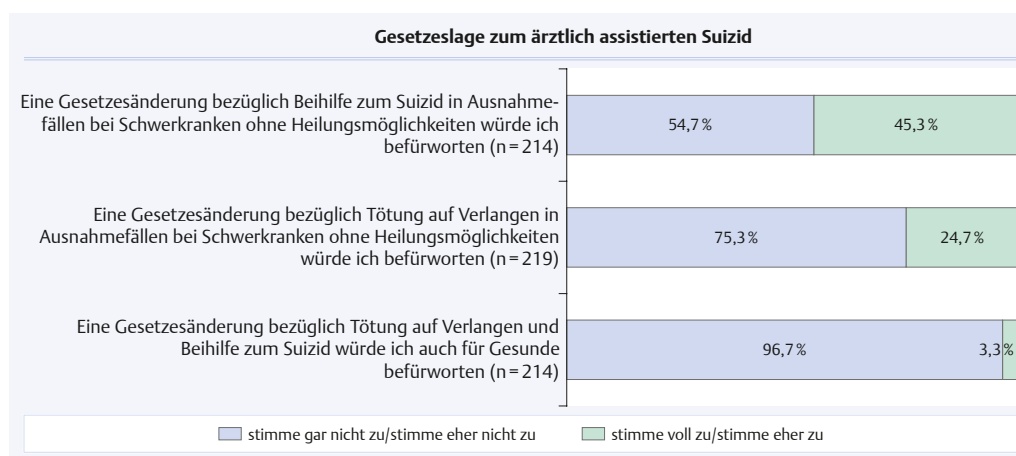 Gesetzeslage zum ärztlich assistierten Suizid
Eine Gesetzesänderung bezüglich Beihilfe zum Suizid in Ausnahme-
fällen bei Schwerkranken ohne Heilungsmöglichkeiten würde ich
befürworten (n = 214)
54,7 %
45,3 %
Eine Gesetzesänderung bezüglich Tötung auf Verlangen in
Ausnahmefällen bei Schwerkranken ohne Heilungsmöglichkeiten
würde ich befürworten (n = 219)
75,3 %
24,7 %
Eine Gesetzesänderung bezüglich Tötung auf Verlangen und
Beihilfe zum Suizid würde ich auch für Gesunde
befürworten (n = 214)
96,7 %
3,3 %
stimme gar nicht zu/stimme eher nicht zu
stimme voll zu/stimme eher zu